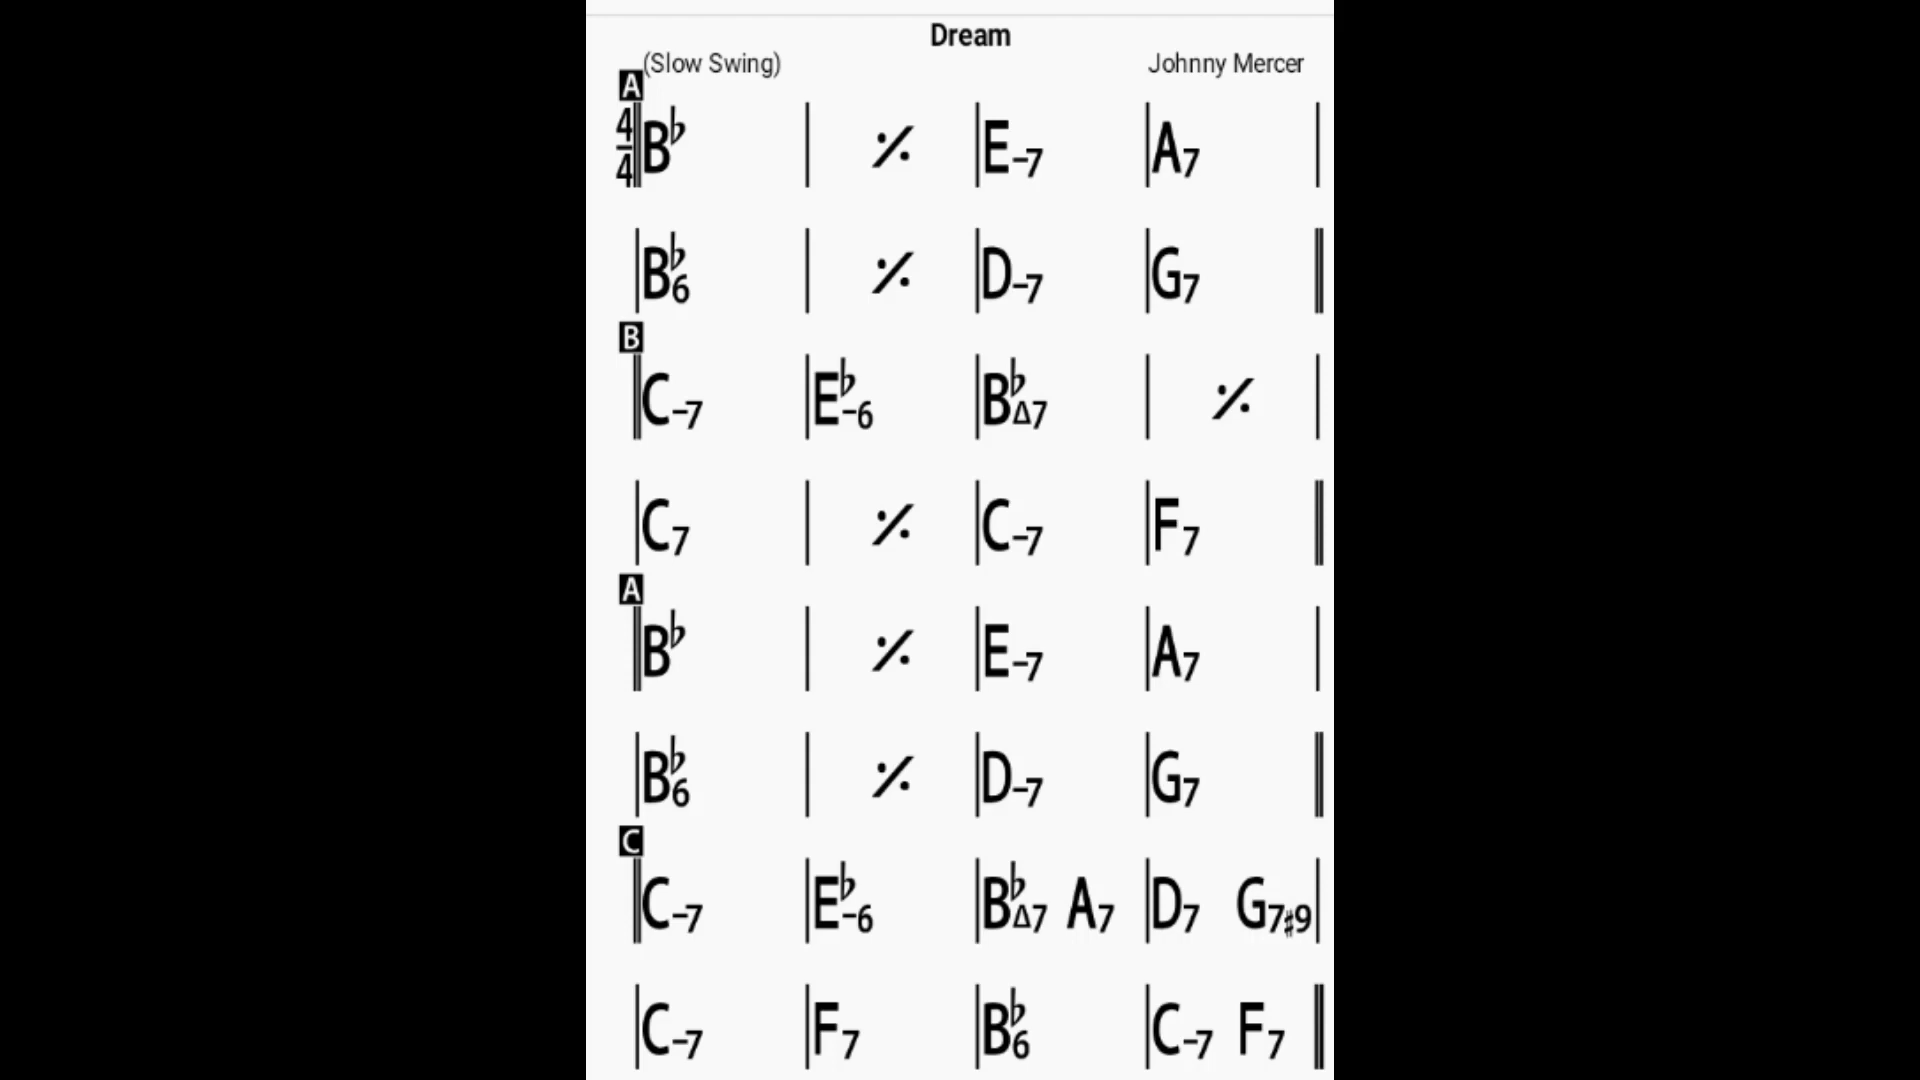 Dream
(Slow Swing) Johnny Mercer
A
4/4 B♭ | 𝄎 | E-7 | A7 |
| B♭6 | 𝄎 | D-7 | G7 ||
B
|| C-7 | E♭-6 | B♭Δ7 | 𝄎 |
| C7 | 𝄎 | C-7 | F7 ||
A
|| B♭ | 𝄎 | E-7 | A7 |
| B♭6 | 𝄎 | D-7 | G7 ||
C
|| C-7 | E♭-6 | B♭Δ7 A7 | D7 G7♯9 |
| C-7 | F7 | B♭6 | C-7 F7 ||